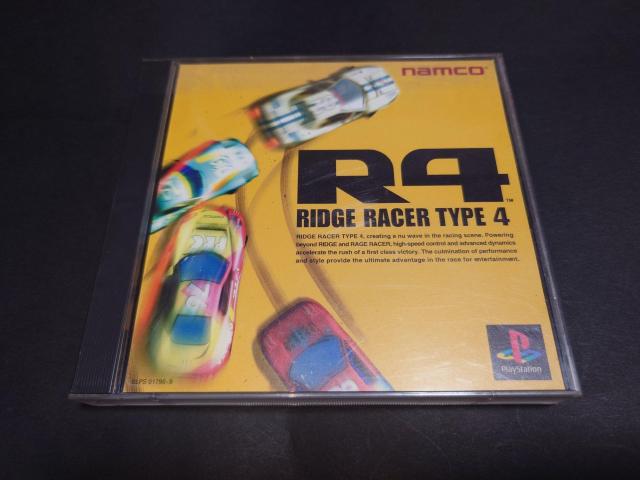 namco
R4™
RIDGE RACER TYPE 4
RIDGE RACER TYPE 4, creating a nu wave in the racing scene. Powering
beyond RIDGE and RAGE RACER, high-speed control and advanced dynamics
accelerate the rush of a first class victory. The culmination of performance
and style provide the ultimate advantage in the race for entertainment.
PlayStation